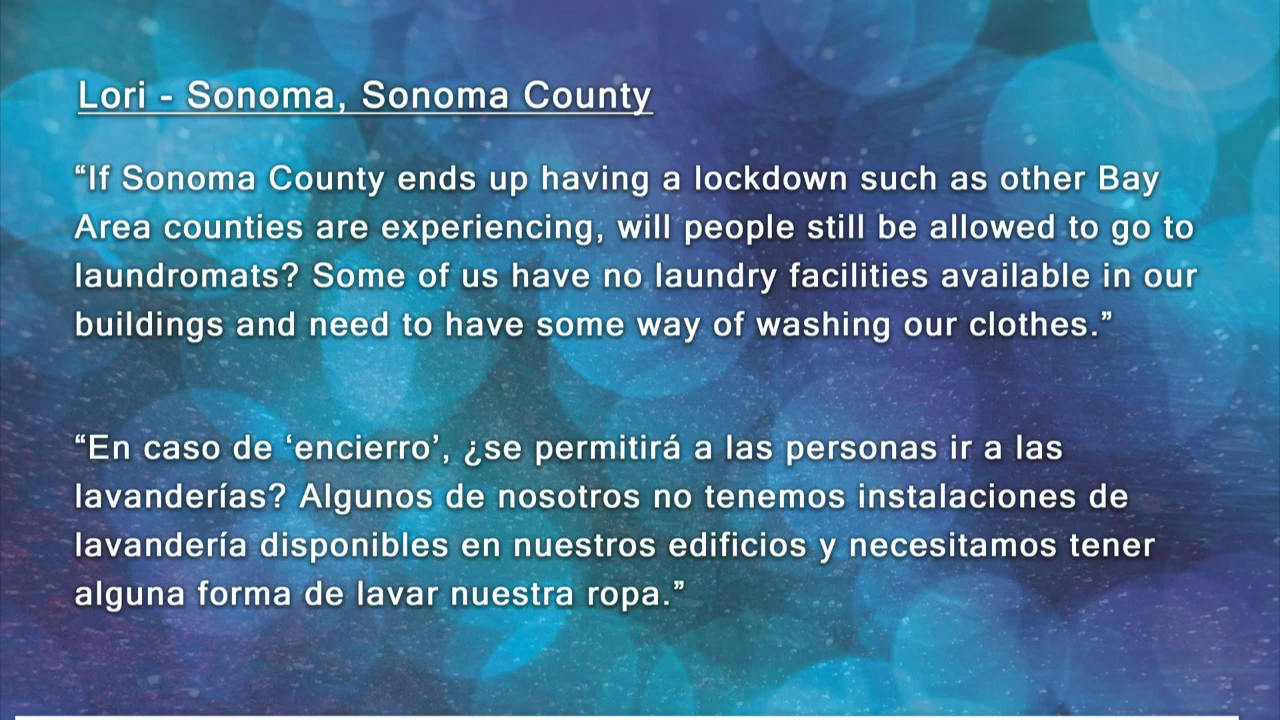 Lori - Sonoma, Sonoma County
“If Sonoma County ends up having a lockdown such as other Bay
Area counties are experiencing, will people still be allowed to go to
laundromats? Some of us have no laundry facilities available in our
buildings and need to have some way of washing our clothes.”
“En caso de ‘encierro’, ¿se permitirá a las personas ir a las
lavanderías? Algunos de nosotros no tenemos instalaciones de
lavandería disponibles en nuestros edificios y necesitamos tener
alguna forma de lavar nuestra ropa.”